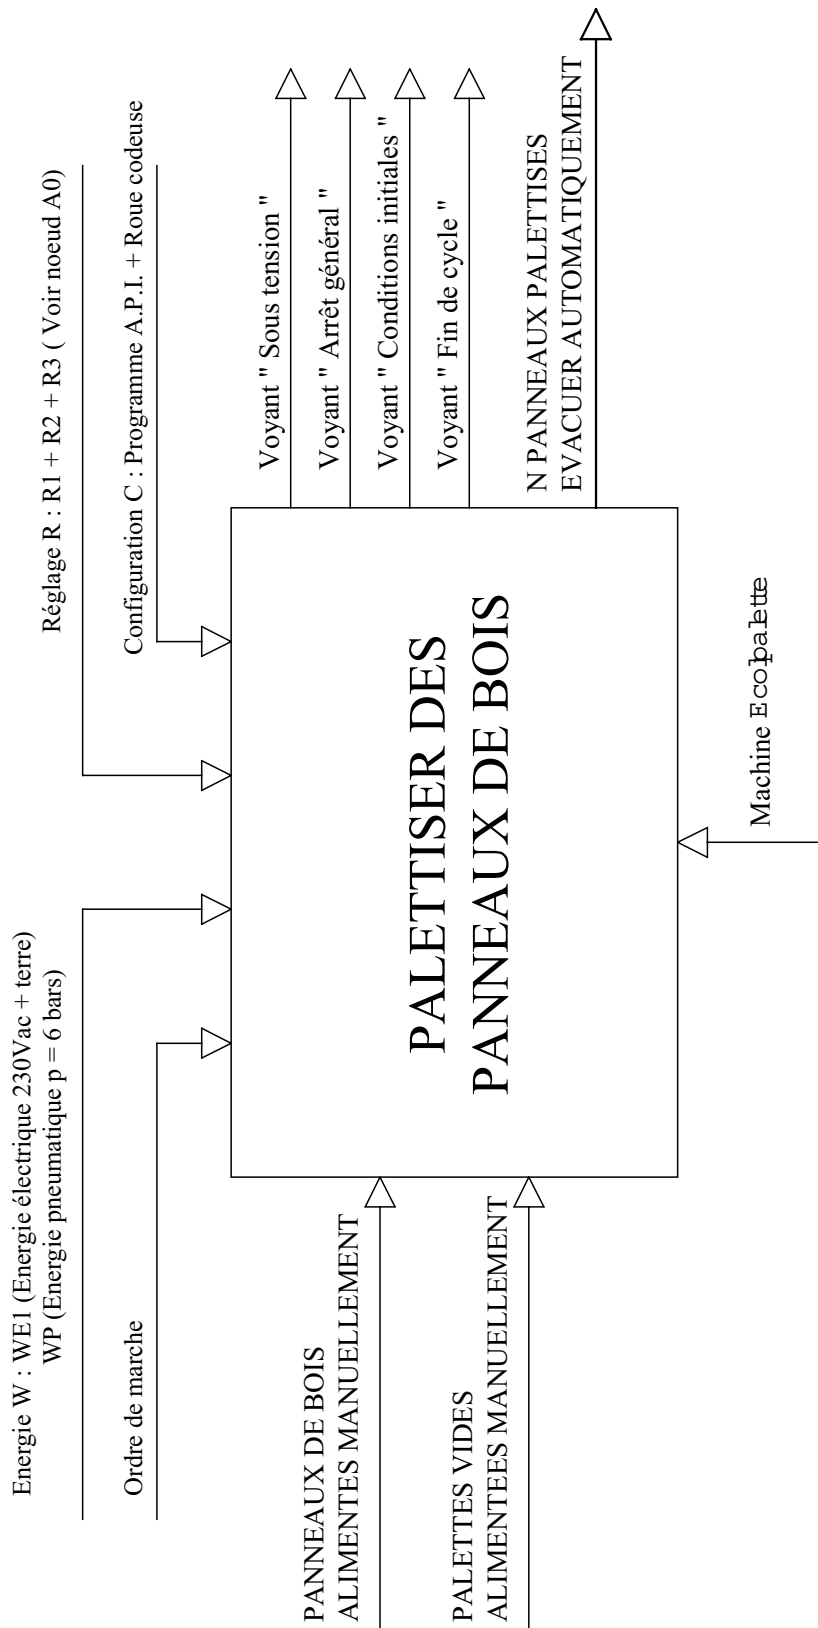 Energie W : WE1 (Energie électrique 230Vac + terre)
WP (Energie pneumatique p = 6 bars)
Réglage R : R1 + R2 + R3 ( Voir noeud A0)
Ordre de marche
Configuration C : Programme A.P.I. + Roue codeuse
PANNEAUX DE BOIS
ALIMENTES MANUELLEMENT
PALETTES VIDES
ALIMENTEES MANUELLEMENT
PALETTISER DES
PANNEAUX DE BOIS
Voyant " Sous tension "
Voyant " Arrêt général "
Voyant " Conditions initiales "
Voyant " Fin de cycle "
N PANNEAUX PALETTISES
EVACUER AUTOMATIQUEMENT
Machine Ecolpalette